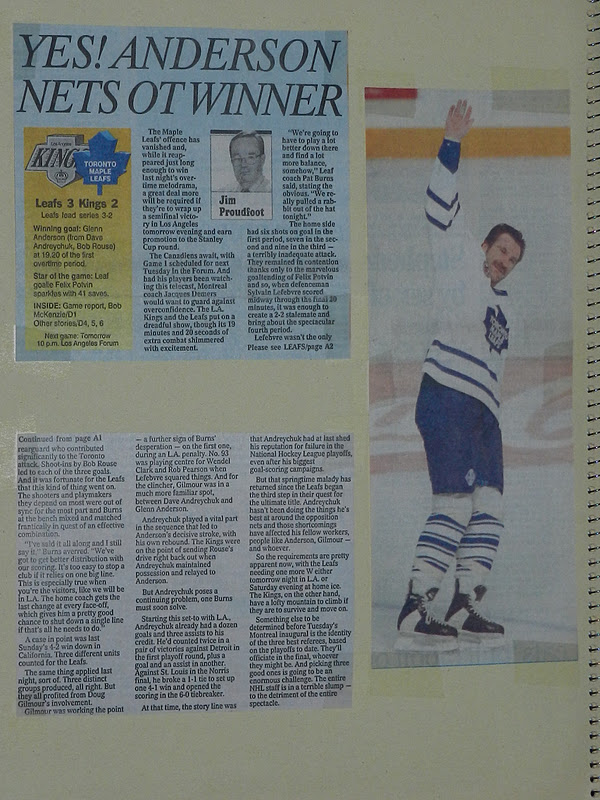 YES! ANDERSON
NETS OT WINNER
Los Angeles
KINGS
TORONTO
MAPLE
LEAFS
Leafs 3 Kings 2
Leafs lead series 3-2
Winning goal: Glenn
Anderson (from Dave
Andreychuk, Bob Rouse)
at 19.20 of the first
overtime period.
Star of the game: Leaf
goalie Felix Potvin
sparkles with 41 saves.
INSIDE: Game report, Bob
McKenzie/D1
Other stories/D4, 5, 6
Next game: Tomorrow
10 p.m. Los Angeles Forum
The Maple
Leafs' offence has
vanished and,
while it reap-
peared just long
enough to win
last night's over-
time melodrama,
a great deal more
will be required if
they're to wrap up
a semifinal victo-
ry in Los Angeles
tomorrow evening and earn
promotion to the Stanley
Cup round.
The Canadiens await, with
Game 1 scheduled for next
Tuesday in the Forum. And
had his players been watch-
ing this telecast, Montreal
coach Jacques Demers
would want to guard against
overconfidence. The L.A.
Kings and the Leafs put on a
dreadful show, though its 19
minutes and 20 seconds of
extra combat shimmered
with excitement.
Jim
Proudfoot
"We're going to
have to play a lot
better down there
and find a lot
more balance,
somehow," Leaf
coach Pat Burns
said, stating the
obvious. "We re-
ally pulled a rab-
bit out of the hat
tonight."
The home side
had six shots on goal in the
first period, seven in the sec-
ond and nine in the third —
a terribly inadequate attack.
They remained in contention
thanks only to the marvelous
goaltending of Felix Potvin
and so, when defenceman
Sylvain Lefebvre scored
midway through the final 20
minutes, it was enough to
create a 2-2 stalemate and
bring about the spectacular
fourth period.
Lefebvre wasn't the only
Please see LEAFS/page A2
Continued from page A1
rearguard who contributed
significantly to the Toronto
attack. Shoot-ins by Bob Rouse
led to each of the three goals.
And it was fortunate for the Leafs
that this kind of thing went on.
The shooters and playmakers
they depend on most were out of
sync for the most part and Burns
at the bench mixed and matched
frantically in quest of an effective
combination.
"I've said it all along and I still
say it," Burns averred. "We've
got to get better distribution with
our scoring. It's too easy to stop a
club if it relies on one big line.
This is especially true when
you're the visitors, like we will be
in L.A. The home coach gets the
last change at every face-off,
which gives him a pretty good
chance to shut down a single line
if that's all he needs to do."
A case in point was last
Sunday's 4-2 win down in
California. Three different units
counted for the Leafs.
The same thing applied last
night, sort of. Three distinct
groups produced, all right. But
they all profited from Doug
Gilmour's involvement.
Gilmour was working the point
— a further sign of Burns'
desperation — on the first one,
during an L.A. penalty. No. 93
was playing centre for Wendel
Clark and Rob Pearson when
Lefebvre squared things. And for
the clincher, Gilmour was in a
much more familiar spot,
between Dave Andreychuk and
Glenn Anderson.
Andreychuk played a vital part
in the sequence that led to
Anderson's decisive stroke, with
his own rebound. The Kings were
on the point of sending Rouse's
drive right back out when
Andreychuk maintained
possession and relayed to
Anderson.
But Andreychuk poses a
continuing problem, one Burns
must soon solve.
Starting this set-to with L.A.,
Andreychuk already had a dozen
goals and three assists to his
credit. He'd counted twice in a
pair of victories against Detroit in
the first playoff round, plus a
goal and an assist in another.
Against St. Louis in the Norris
final, he broke a 1-1 tie to set up
one 4-1 win and opened the
scoring in the 6-0 tiebreaker.
At that time, the story line was
that Andreychuk had at last shed
his reputation for failure in the
National Hockey League playoffs,
even after his biggest
goal-scoring campaigns.
But that springtime malady has
returned since the Leafs began
the third step in their quest for
the ultimate title. Andreychuk
hasn't been doing the things he's
best at around the opposition
nets and those shortcomings
have affected his fellow workers,
people like Anderson, Gilmour —
and whoever.
So the requirements are pretty
apparent now, with the Leafs
needing one more W either
tomorrow night in L.A. or
Saturday evening at home ice.
The Kings, on the other hand,
have a lofty mountain to climb if
they are to survive and move on.
Something else to be
determined before Tuesday's
Montreal inaugural is the identity
of the three best referees, based
on the playoffs to date. They'll
officiate in the final, whoever
they might be. And picking three
good ones is going to be an
enormous challenge. The entire
NHL staff is in a terrible slump —
to the detriment of the entire
spectacle.